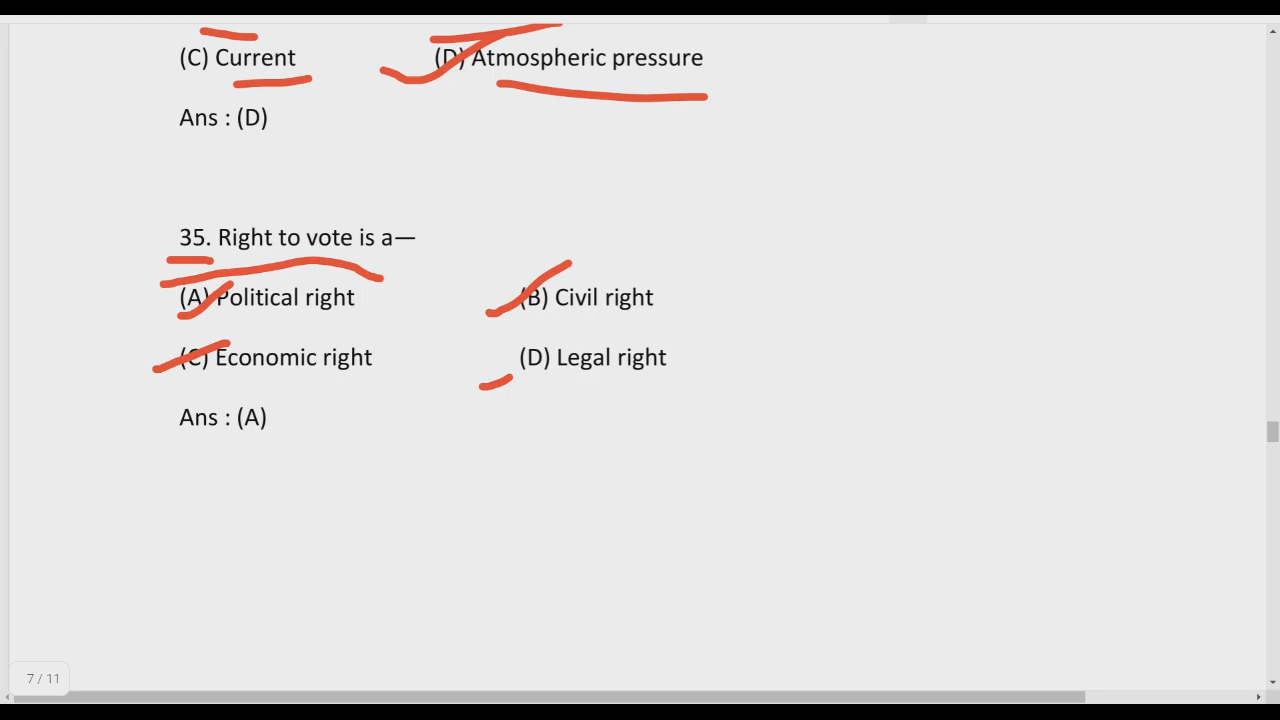 (C) Current (D) Atmospheric pressure
Ans : (D)
35. Right to vote is a—
(A) Political right (B) Civil right
(C) Economic right (D) Legal right
Ans : (A)
7 / 11